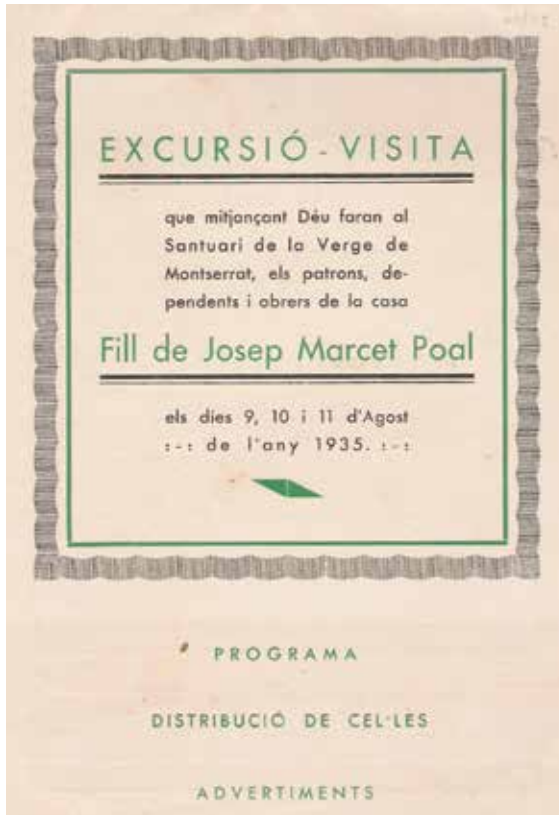 EXCURSIÓ - VISITA
que mitjançant Déu faran al
Santuari de la Verge de
Montserrat, els patrons, de-
pendents i obrers de la casa
Fill de Josep Marcet Poal
els dies 9, 10 i 11 d'Agost
:-: de l'any 1935. :-:
PROGRAMA
DISTRIBUCIÓ DE CEL·LES
ADVERTIMENTS